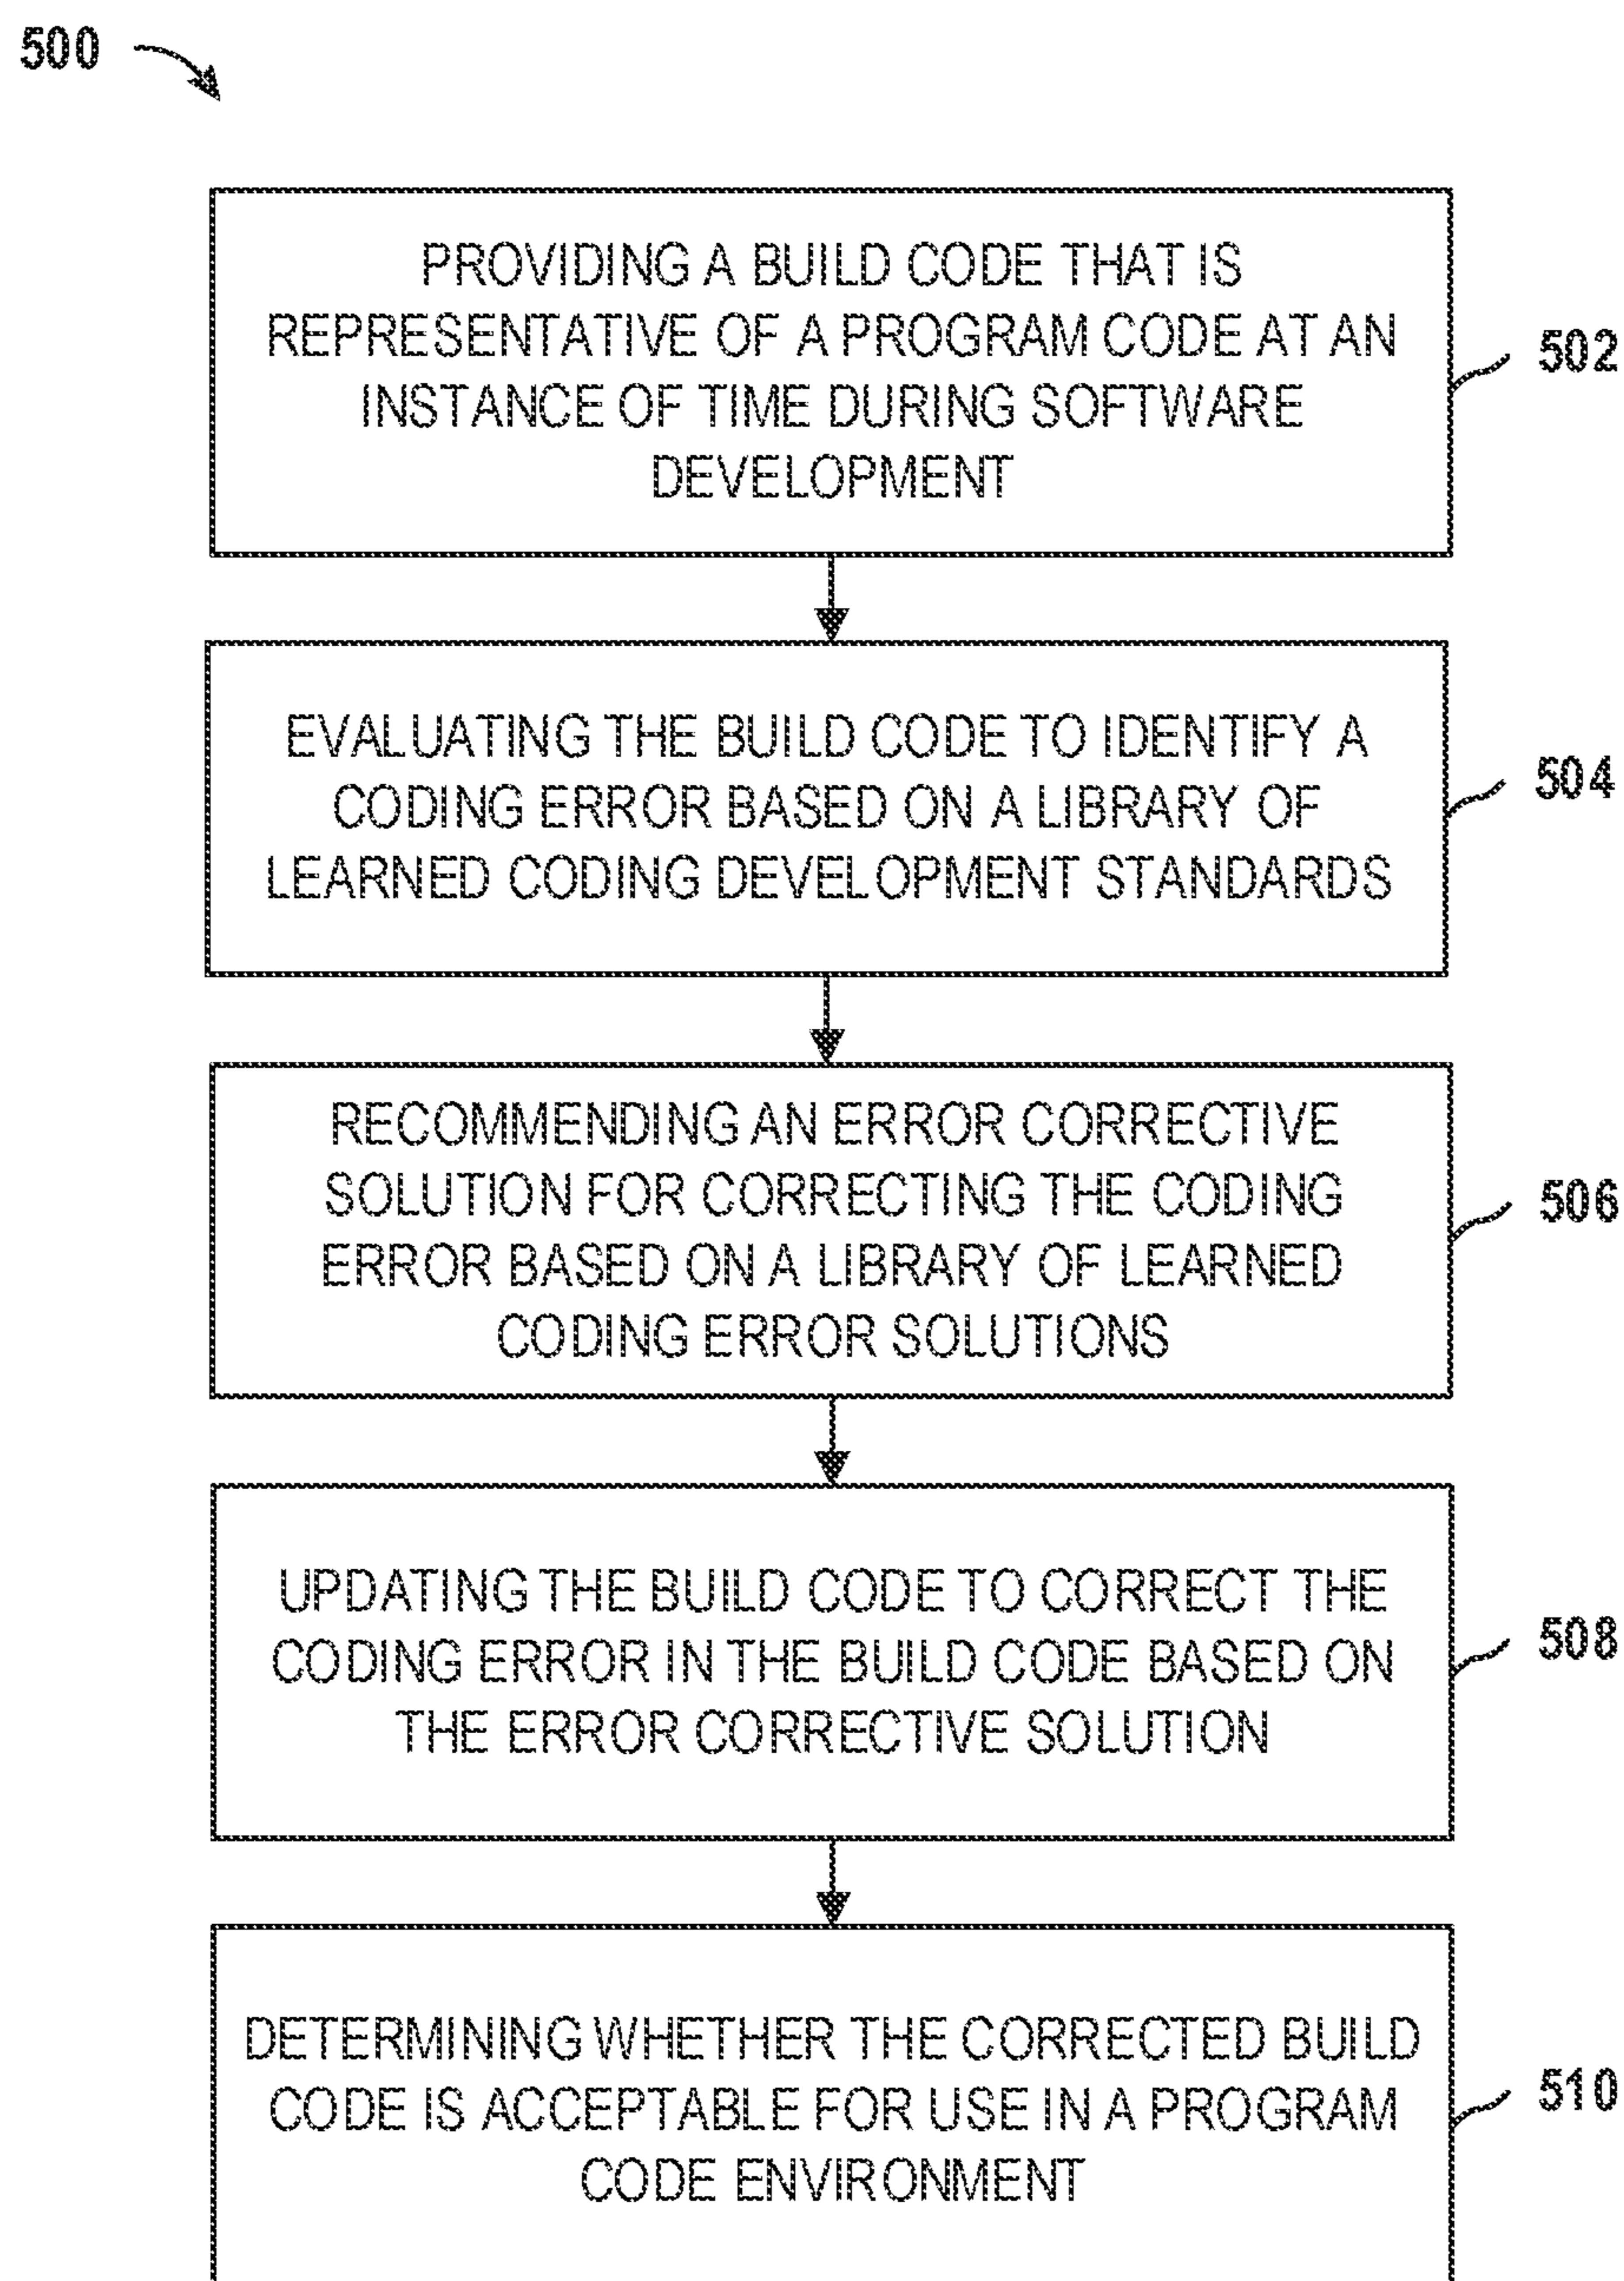 500
PROVIDING A BUILD CODE THAT IS
REPRESENTATIVE OF A PROGRAM CODE AT AN
INSTANCE OF TIME DURING SOFTWARE
DEVELOPMENT
502
EVALUATING THE BUILD CODE TO IDENTIFY A
CODING ERROR BASED ON A LIBRARY OF
LEARNED CODING DEVELOPMENT STANDARDS
504
RECOMMENDING AN ERROR CORRECTIVE
SOLUTION FOR CORRECTING THE CODING
ERROR BASED ON A LIBRARY OF LEARNED
CODING ERROR SOLUTIONS
506
UPDATING THE BUILD CODE TO CORRECT THE
CODING ERROR IN THE BUILD CODE BASED ON
THE ERROR CORRECTIVE SOLUTION
508
DETERMINING WHETHER THE CORRECTED BUILD
CODE IS ACCEPTABLE FOR USE IN A PROGRAM
CODE ENVIRONMENT
510